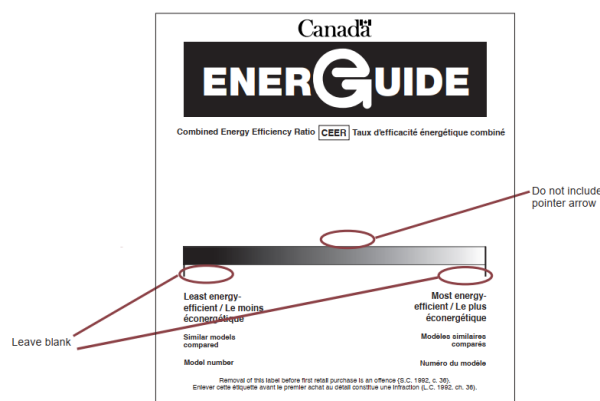 Canada
ENERGUIDE
Combined Energy Efficiency Ratio CEER Taux d'efficacité énergétique combiné
Do not include
pointer arrow
Least energy-
efficient / Le moins
éconergétique
Most energy-
efficient / Le plus
éconergétique
Leave blank
Similar models
compared
Modèles similaires
comparés
Model number
Numéro du modèle
Removal of this label before first retail purchase is an offence (S.C. 1992, c. 36).
Enlever cette étiquette avant le premier achat au détail constitue une infraction (L.C. 1992, ch. 36).